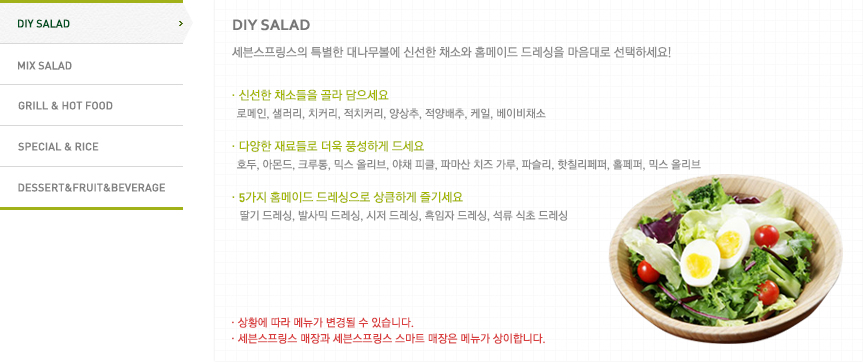 DIY SALAD
MIX SALAD
GRILL & HOT FOOD
SPECIAL & RICE
DESSERT&FRUIT&BEVERAGE
DIY SALAD
세븐스프링스의 특별한 대나무볼에 신선한 채소와 홈메이드 드레싱을 마음대로 선택하세요!
· 신선한 채소들을 골라 담으세요
로메인, 샐러리, 치커리, 적치커리, 양상추, 적양배추, 케일, 베이비채소
· 다양한 재료들로 더욱 풍성하게 드세요
호두, 아몬드, 크루통, 믹스 올리브, 야채 피클, 파마산 치즈 가루, 파슬리, 핫칠리페퍼, 홀페퍼, 믹스 올리브
· 5가지 홈메이드 드레싱으로 상큼하게 즐기세요
딸기 드레싱, 발사믹 드레싱, 시저 드레싱, 흑임자 드레싱, 석류 식초 드레싱
· 상황에 따라 메뉴가 변경될 수 있습니다.
· 세븐스프링스 매장과 세븐스프링스 스마트 매장은 메뉴가 상이합니다.